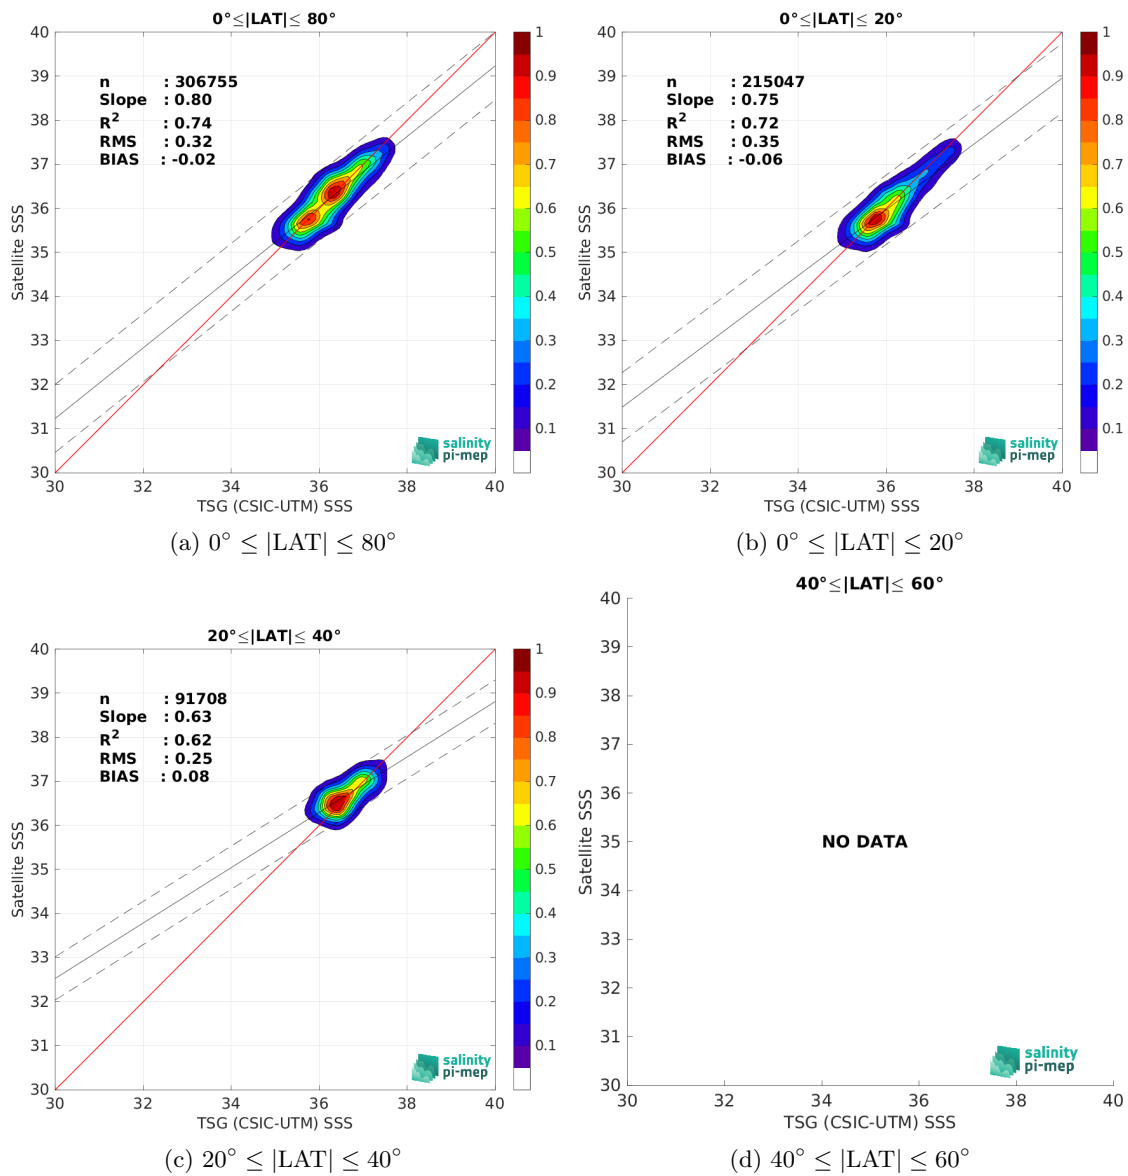 0°≤|LAT|≤ 80°
40
39
38
37
36
35
34
33
32
31
30
30
32
34
36
38
40
Satellite SSS
TSG (CSIC-UTM) SSS
n : 306755
Slope : 0.80
R² : 0.74
RMS : 0.32
BIAS : -0.02
1
0.9
0.8
0.7
0.6
0.5
0.4
0.3
0.2
0.1
salinity
pi-mep
(a) 0° ≤ |LAT| ≤ 80°
0°≤|LAT|≤ 20°
40
39
38
37
36
35
34
33
32
31
30
30
32
34
36
38
40
Satellite SSS
TSG (CSIC-UTM) SSS
n : 215047
Slope : 0.75
R² : 0.72
RMS : 0.35
BIAS : -0.06
1
0.9
0.8
0.7
0.6
0.5
0.4
0.3
0.2
0.1
salinity
pi-mep
(b) 0° ≤ |LAT| ≤ 20°
20°≤|LAT|≤ 40°
40
39
38
37
36
35
34
33
32
31
30
30
32
34
36
38
40
Satellite SSS
TSG (CSIC-UTM) SSS
n : 91708
Slope : 0.63
R² : 0.62
RMS : 0.25
BIAS : 0.08
1
0.9
0.8
0.7
0.6
0.5
0.4
0.3
0.2
0.1
salinity
pi-mep
(c) 20° ≤ |LAT| ≤ 40°
40°≤|LAT|≤ 60°
40
39
38
37
36
35
34
33
32
31
30
30
32
34
36
38
40
Satellite SSS
TSG (CSIC-UTM) SSS
NO DATA
salinity
pi-mep
(d) 40° ≤ |LAT| ≤ 60°